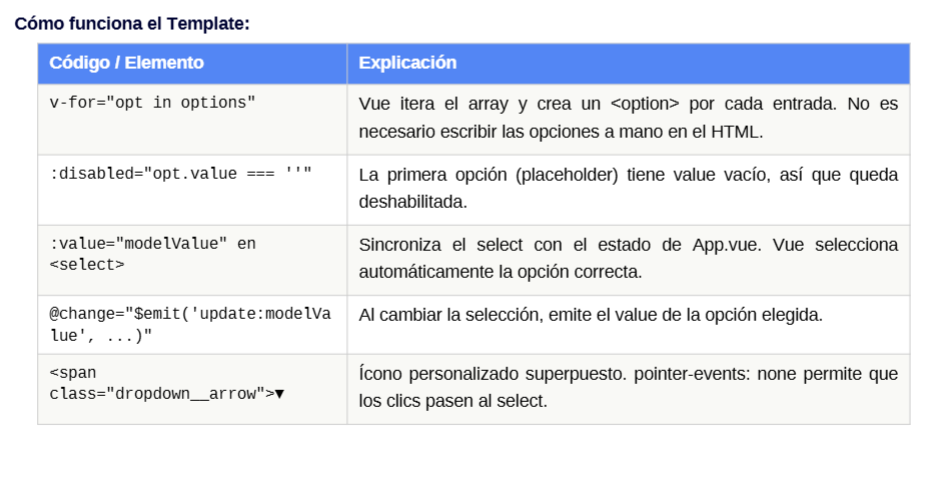 Cómo funciona el Template:
Código / Elemento
Explicación
v-for="opt in options"
Vue itera el array y crea un <option> por cada entrada. No es
necesario escribir las opciones a mano en el HTML.
:disabled="opt.value === ''"
La primera opción (placeholder) tiene value vacío, así que queda
deshabilitada.
:value="modelValue" en
<select>
Sincroniza el select con el estado de App.vue. Vue selecciona
automáticamente la opción correcta.
@change="$emit('update:modelVa
lue', ...)"
Al cambiar la selección, emite el value de la opción elegida.
<span
class="dropdown__arrow">▼
Ícono personalizado superpuesto. pointer-events: none permite que
los clics pasen al select.